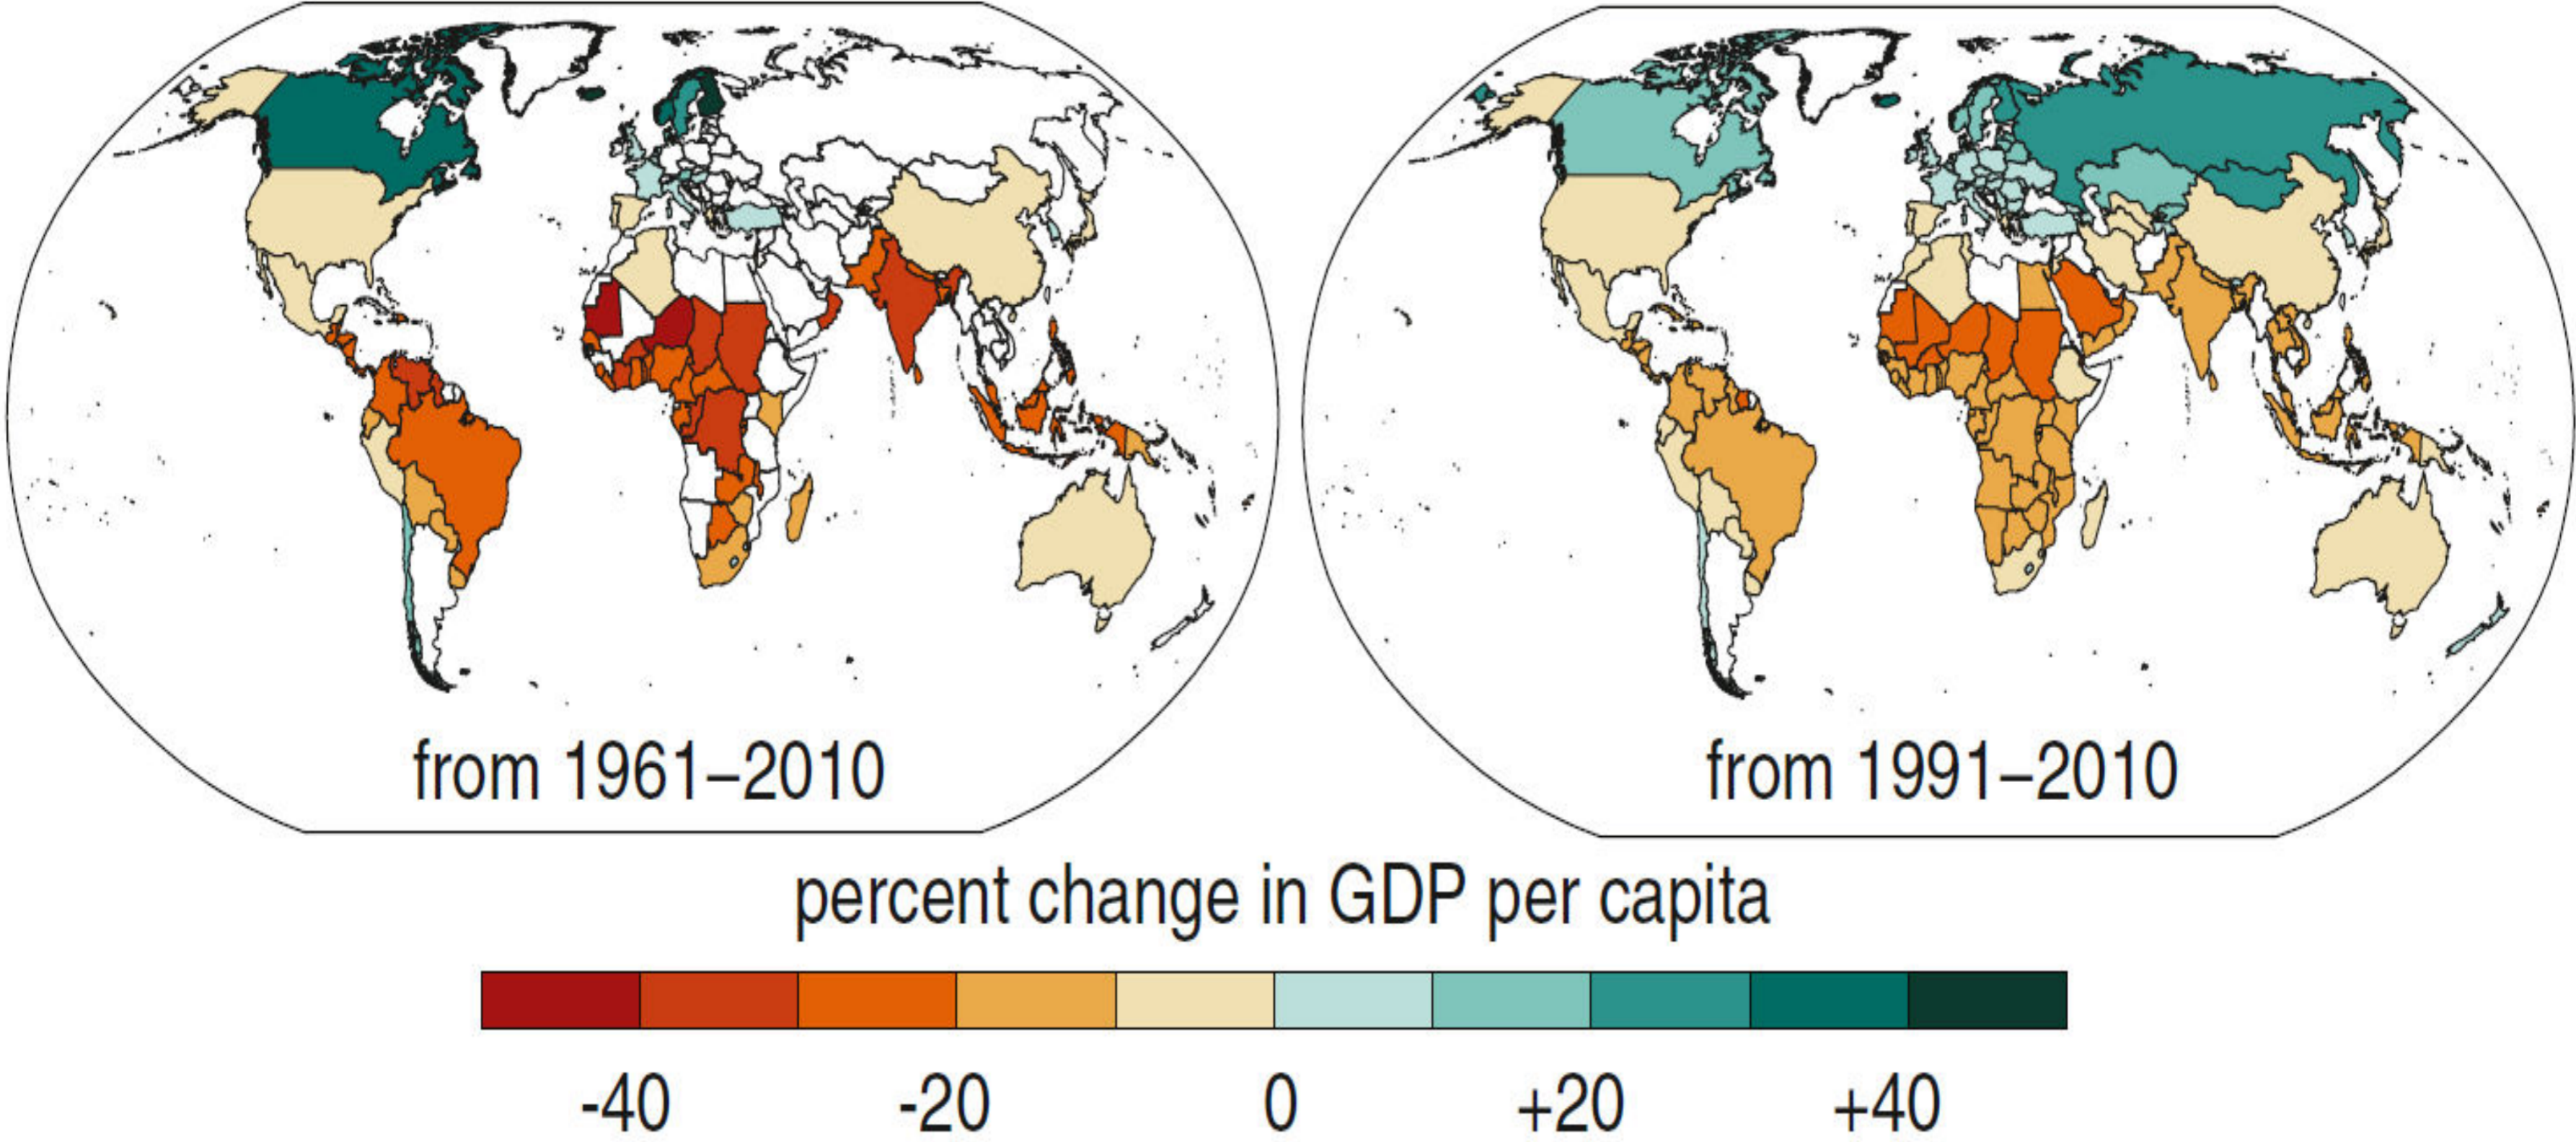 from 1961–2010
from 1991–2010
percent change in GDP per capita
-40 -20 0 +20 +40